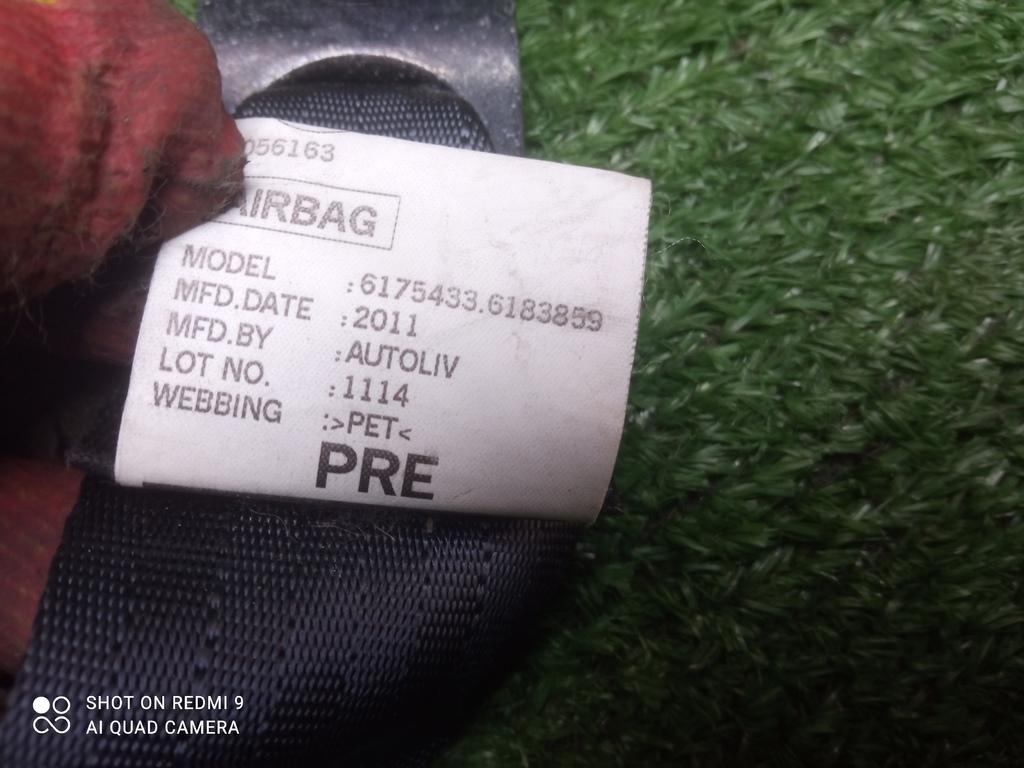 056163
AIRBAG
MODEL :6175433.6183859
MFD.DATE :2011
MFD.BY :AUTOLIV
LOT NO. :1114
WEBBING :>PET<
PRE
SHOT ON REDMI 9
AI QUAD CAMERA